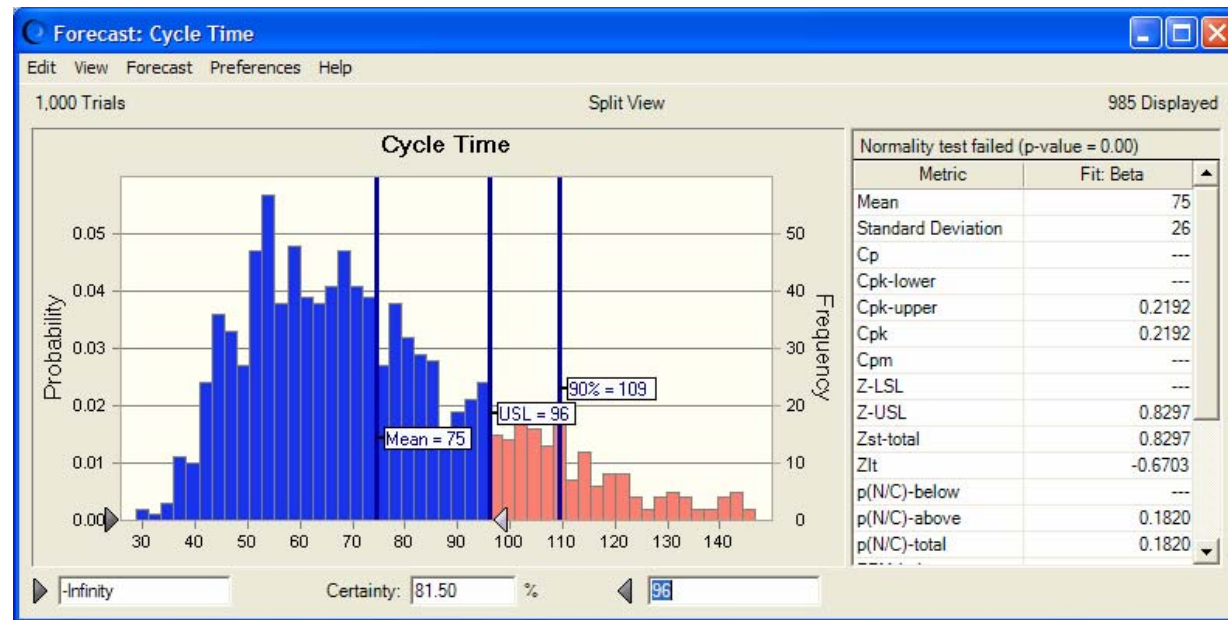 Forecast: Cycle Time
Edit View Forecast Preferences Help
1,000 Trials Split View 985 Displayed
Cycle Time
Probability
0.05
0.04
0.03
0.02
0.01
0.00
Mean = 75
USL = 96
90% = 109
50
40
30
20
10
0
Frequency
30 40 50 60 70 80 90 100 110 120 130 140
Normality test failed (p-value = 0.00)
Metric Fit: Beta
Mean 75
Standard Deviation 26
Cp ---
Cpk-lower ---
Cpk-upper 0.2192
Cpk 0.2192
Cpm ---
Z-LSL ---
Z-USL 0.8297
Zst-total 0.8297
Zlt -0.6703
p(N/C)-below ---
p(N/C)-above 0.1820
p(N/C)-total 0.1820
-Infinity Certainty: 81.50 % 96